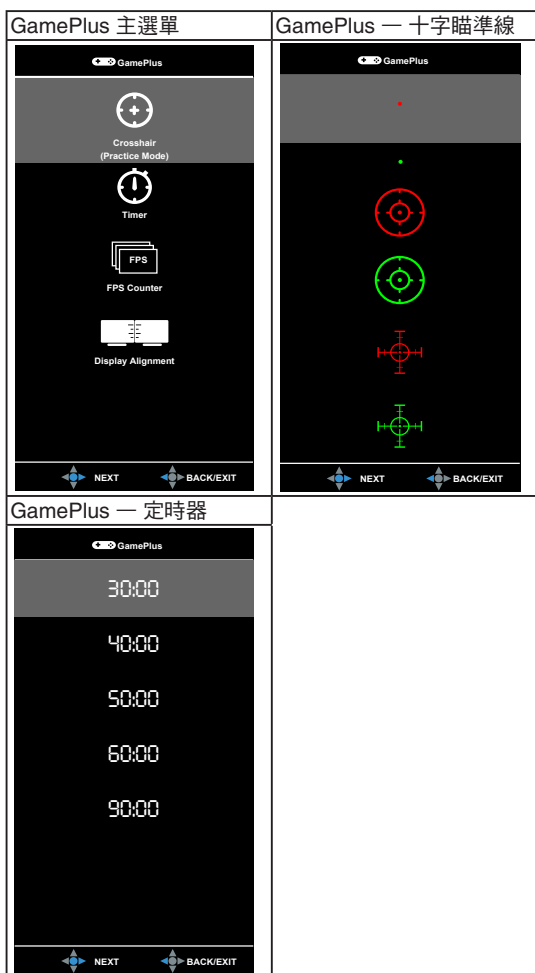 GamePlus 主選單
GamePlus
Crosshair
(Practice Mode)
Timer
FPS
FPS Counter
Display Alignment
NEXT BACK/EXIT
GamePlus — 十字瞄準線
GamePlus
NEXT BACK/EXIT
GamePlus — 定時器
GamePlus
30:00
40:00
50:00
60:00
90:00
NEXT BACK/EXIT